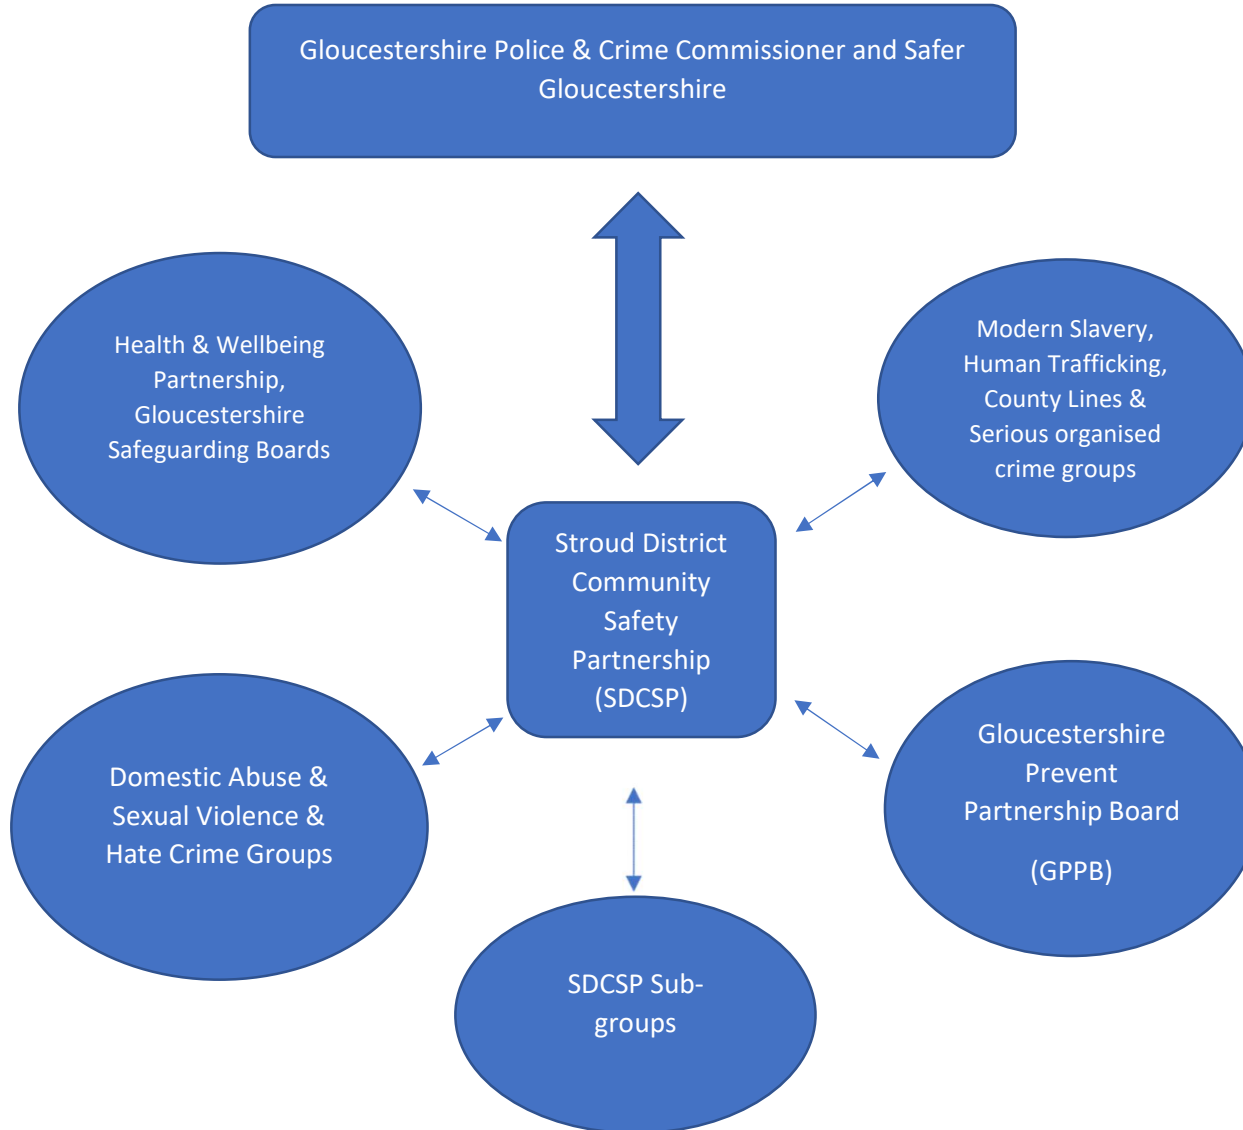 Gloucestershire Police & Crime Commissioner and Safer
Gloucestershire
Health & Wellbeing
Partnership,
Gloucestershire
Safeguarding Boards
Modern Slavery,
Human Trafficking,
County Lines &
Serious organised
crime groups
Stroud District
Community
Safety
Partnership
(SDCSP)
Domestic Abuse &
Sexual Violence &
Hate Crime Groups
Gloucestershire
Prevent
Partnership Board
(GPPB)
SDCSP Sub-
groups